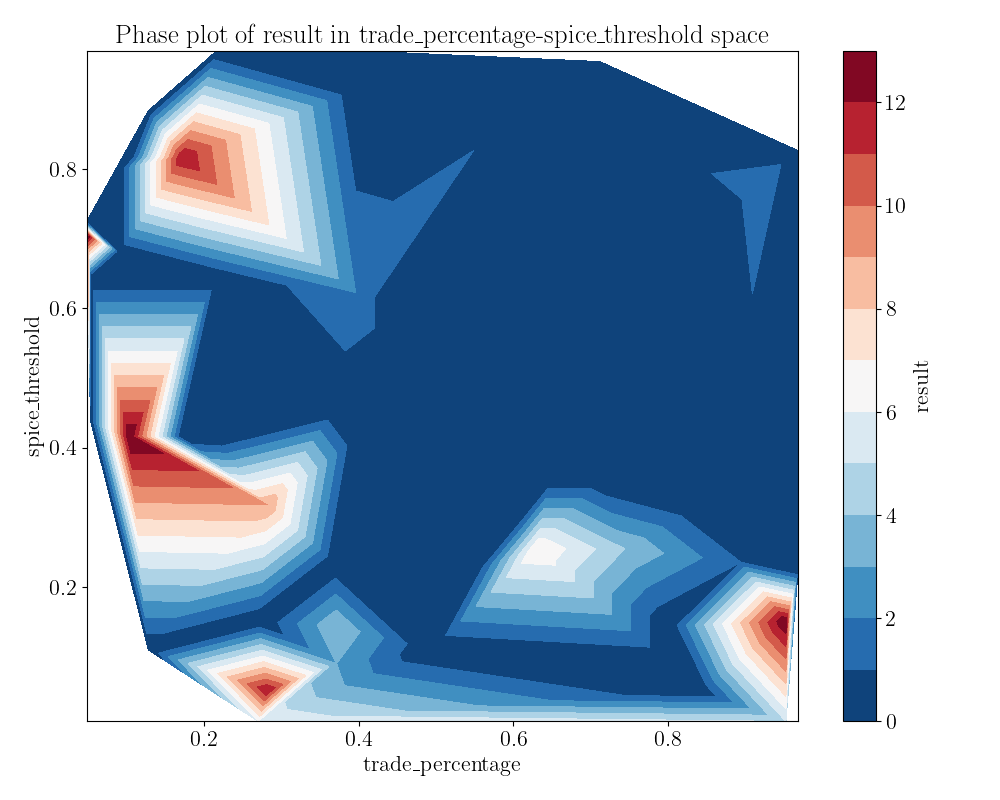 Phase plot of result in trade_percentage-spice_threshold space
12
10
8
6
4
2
0
result
0.8
0.6
0.4
0.2
spice_threshold
0.2 0.4 0.6 0.8
trade_percentage